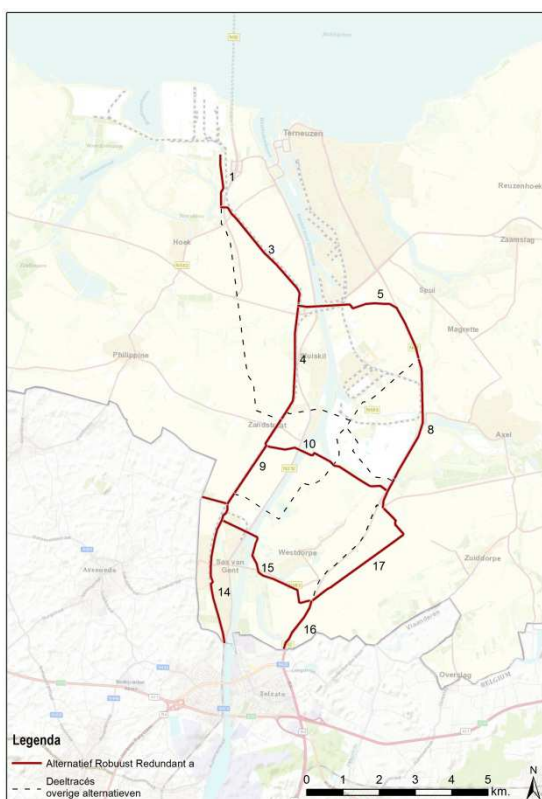 Terneuzen
Reuzenhoek
1
Hoek
Zaamslag
3
5
Spui
Magrette
Philippine
4
Sluiskil
8
Axel
Zandstraat
10
9
Westdorpe
Sas van
Gent
15
17
Zuiddorpe
Assenede
14
16
Overslag
BELGIUM
Zelzate
Legenda
Alternatief Robuust Redundant a
Deeltracés
overige alternatieven
0 1 2 3 4 5
km.
N